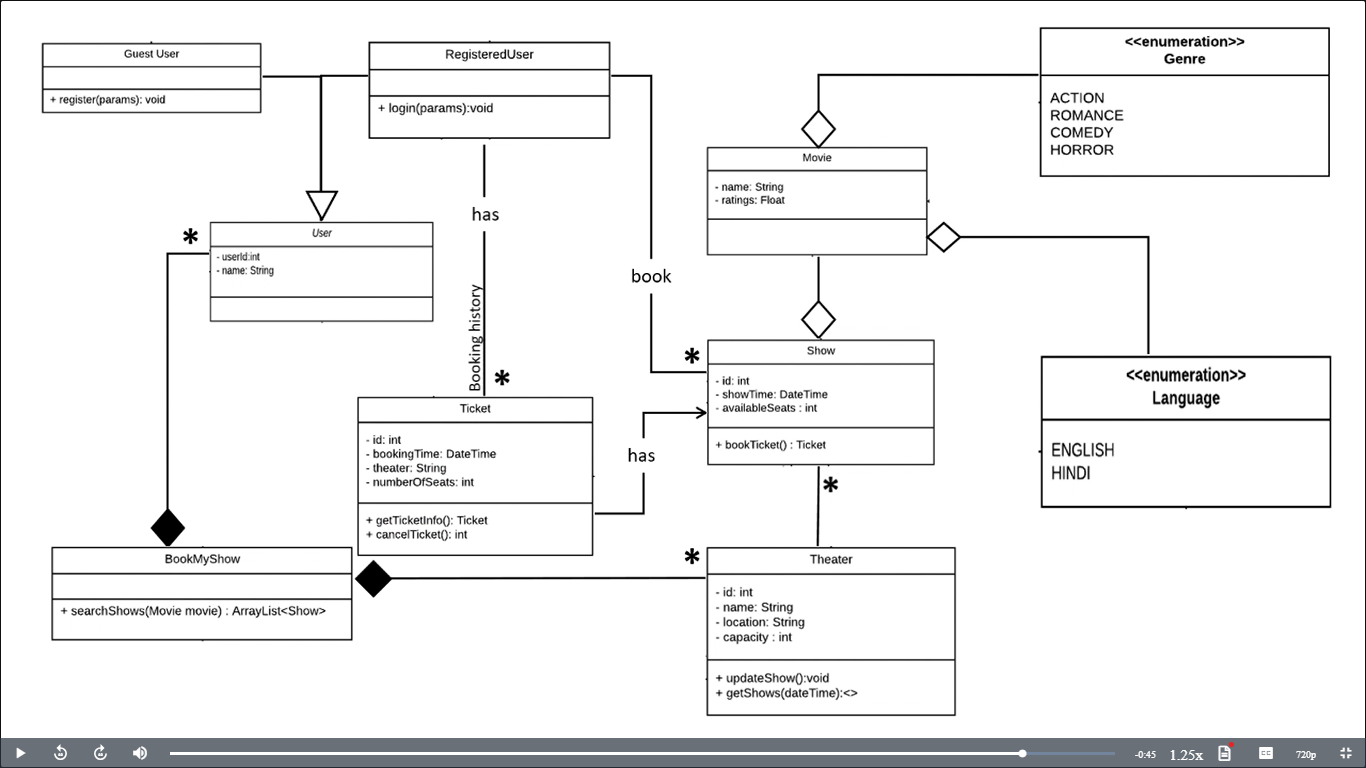 Guest User
+ register(params): void
RegisteredUser
+ login(params):void
<<enumeration>>
Genre
ACTION
ROMANCE
COMEDY
HORROR
Movie
- name: String
- ratings: Float
has
User
*
- userId:int
- name: String
book
Booking history
*
*
Show
- id: int
- showTime: DateTime
- availableSeats : int
+ bookTicket() : Ticket
<<enumeration>>
Language
ENGLISH
HINDI
Ticket
- id: int
- bookingTime: DateTime
- theater: String
- numberOfSeats: int
+ getTicketInfo(): Ticket
+ cancelTicket(): int
has
*
BookMyShow
+ searchShows(Movie movie) : ArrayList<Show>
*
Theater
- id: int
- name: String
- location: String
- capacity : int
+ updateShow():void
+ getShows(dateTime):<>
-0:45
1.25x
CC
720p